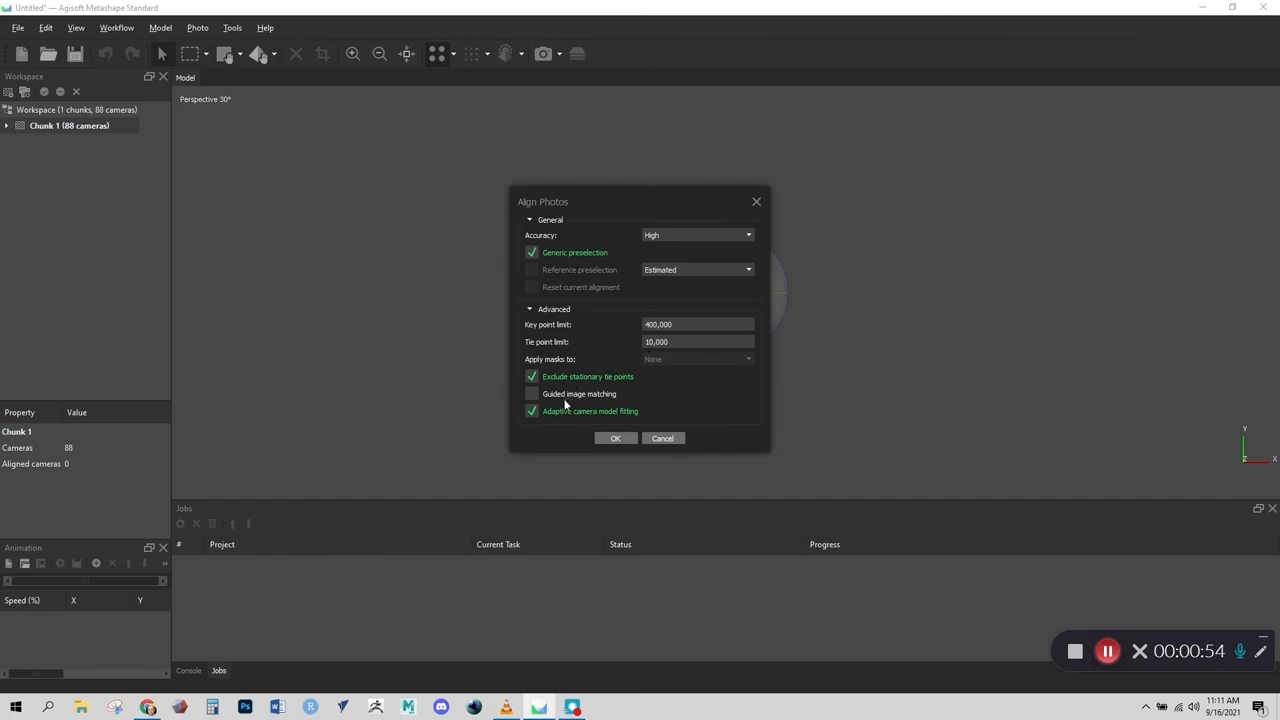 Untitled* — Agisoft Metashape Standard
File Edit View Workflow Model Photo Tools Help
Workspace
Model
Workspace (1 chunks, 88 cameras)
Chunk 1 (88 cameras)
Perspective 30°
Align Photos
General
Accuracy: High
Generic preselection
Reference preselection Estimated
Reset current alignment
Advanced
Key point limit: 400,000
Tie point limit: 10,000
Apply masks to: None
Exclude stationary tie points
Guided image matching
Adaptive camera model fitting
OK Cancel
Property Value
Chunk 1
Cameras 88
Aligned cameras 0
Y
Z X
Jobs
# Project Current Task Status Progress
Animation
Speed (%) X Y
Console Jobs
00:00:54
11:11 AM
9/16/2021